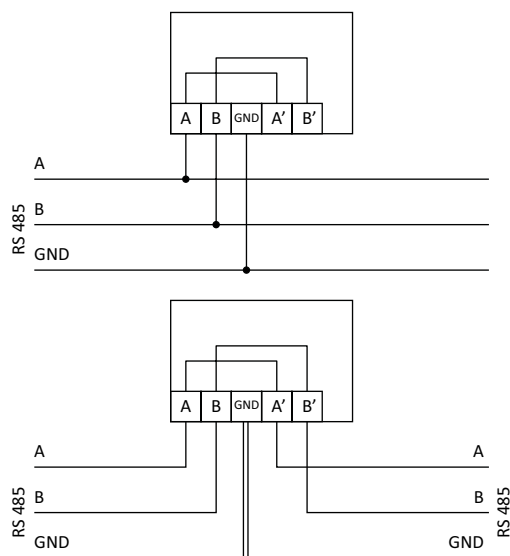 A B GND A’ B’
A
B
RS 485
GND
A B GND A’ B’
A A
B B
RS 485 RS 485
GND GND